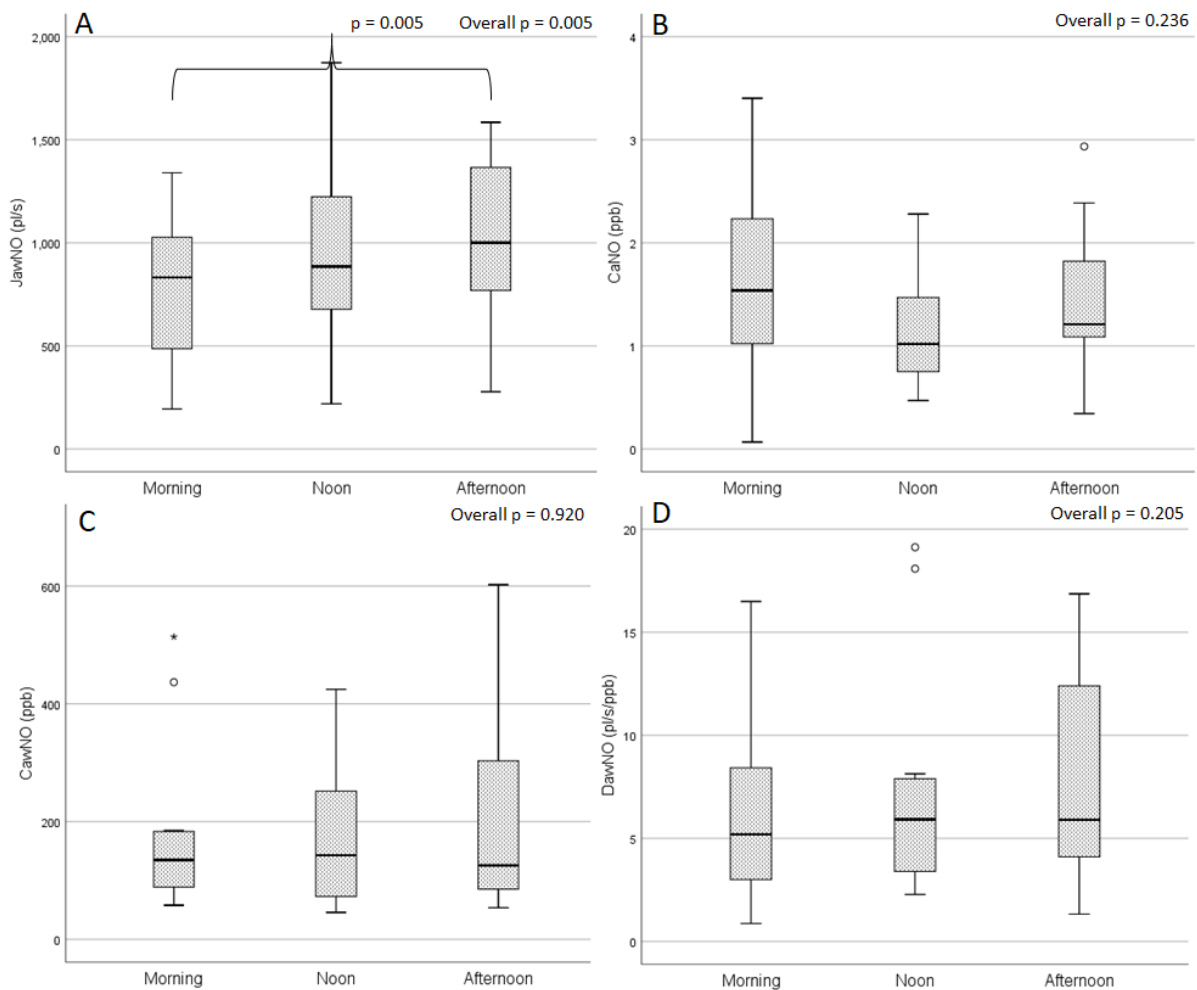 A
p = 0.005
Overall p = 0.005
2,000
1,500
1,000
500
0
JawNO (pl/s)
Morning
Noon
Afternoon
B
Overall p = 0.236
4
3
2
1
0
CaNO (ppb)
Morning
Noon
Afternoon
C
Overall p = 0.920
600
400
200
0
CawNO (ppb)
*
Morning
Noon
Afternoon
D
Overall p = 0.205
20
15
10
5
0
DawNO (pl/s/ppb)
Morning
Noon
Afternoon